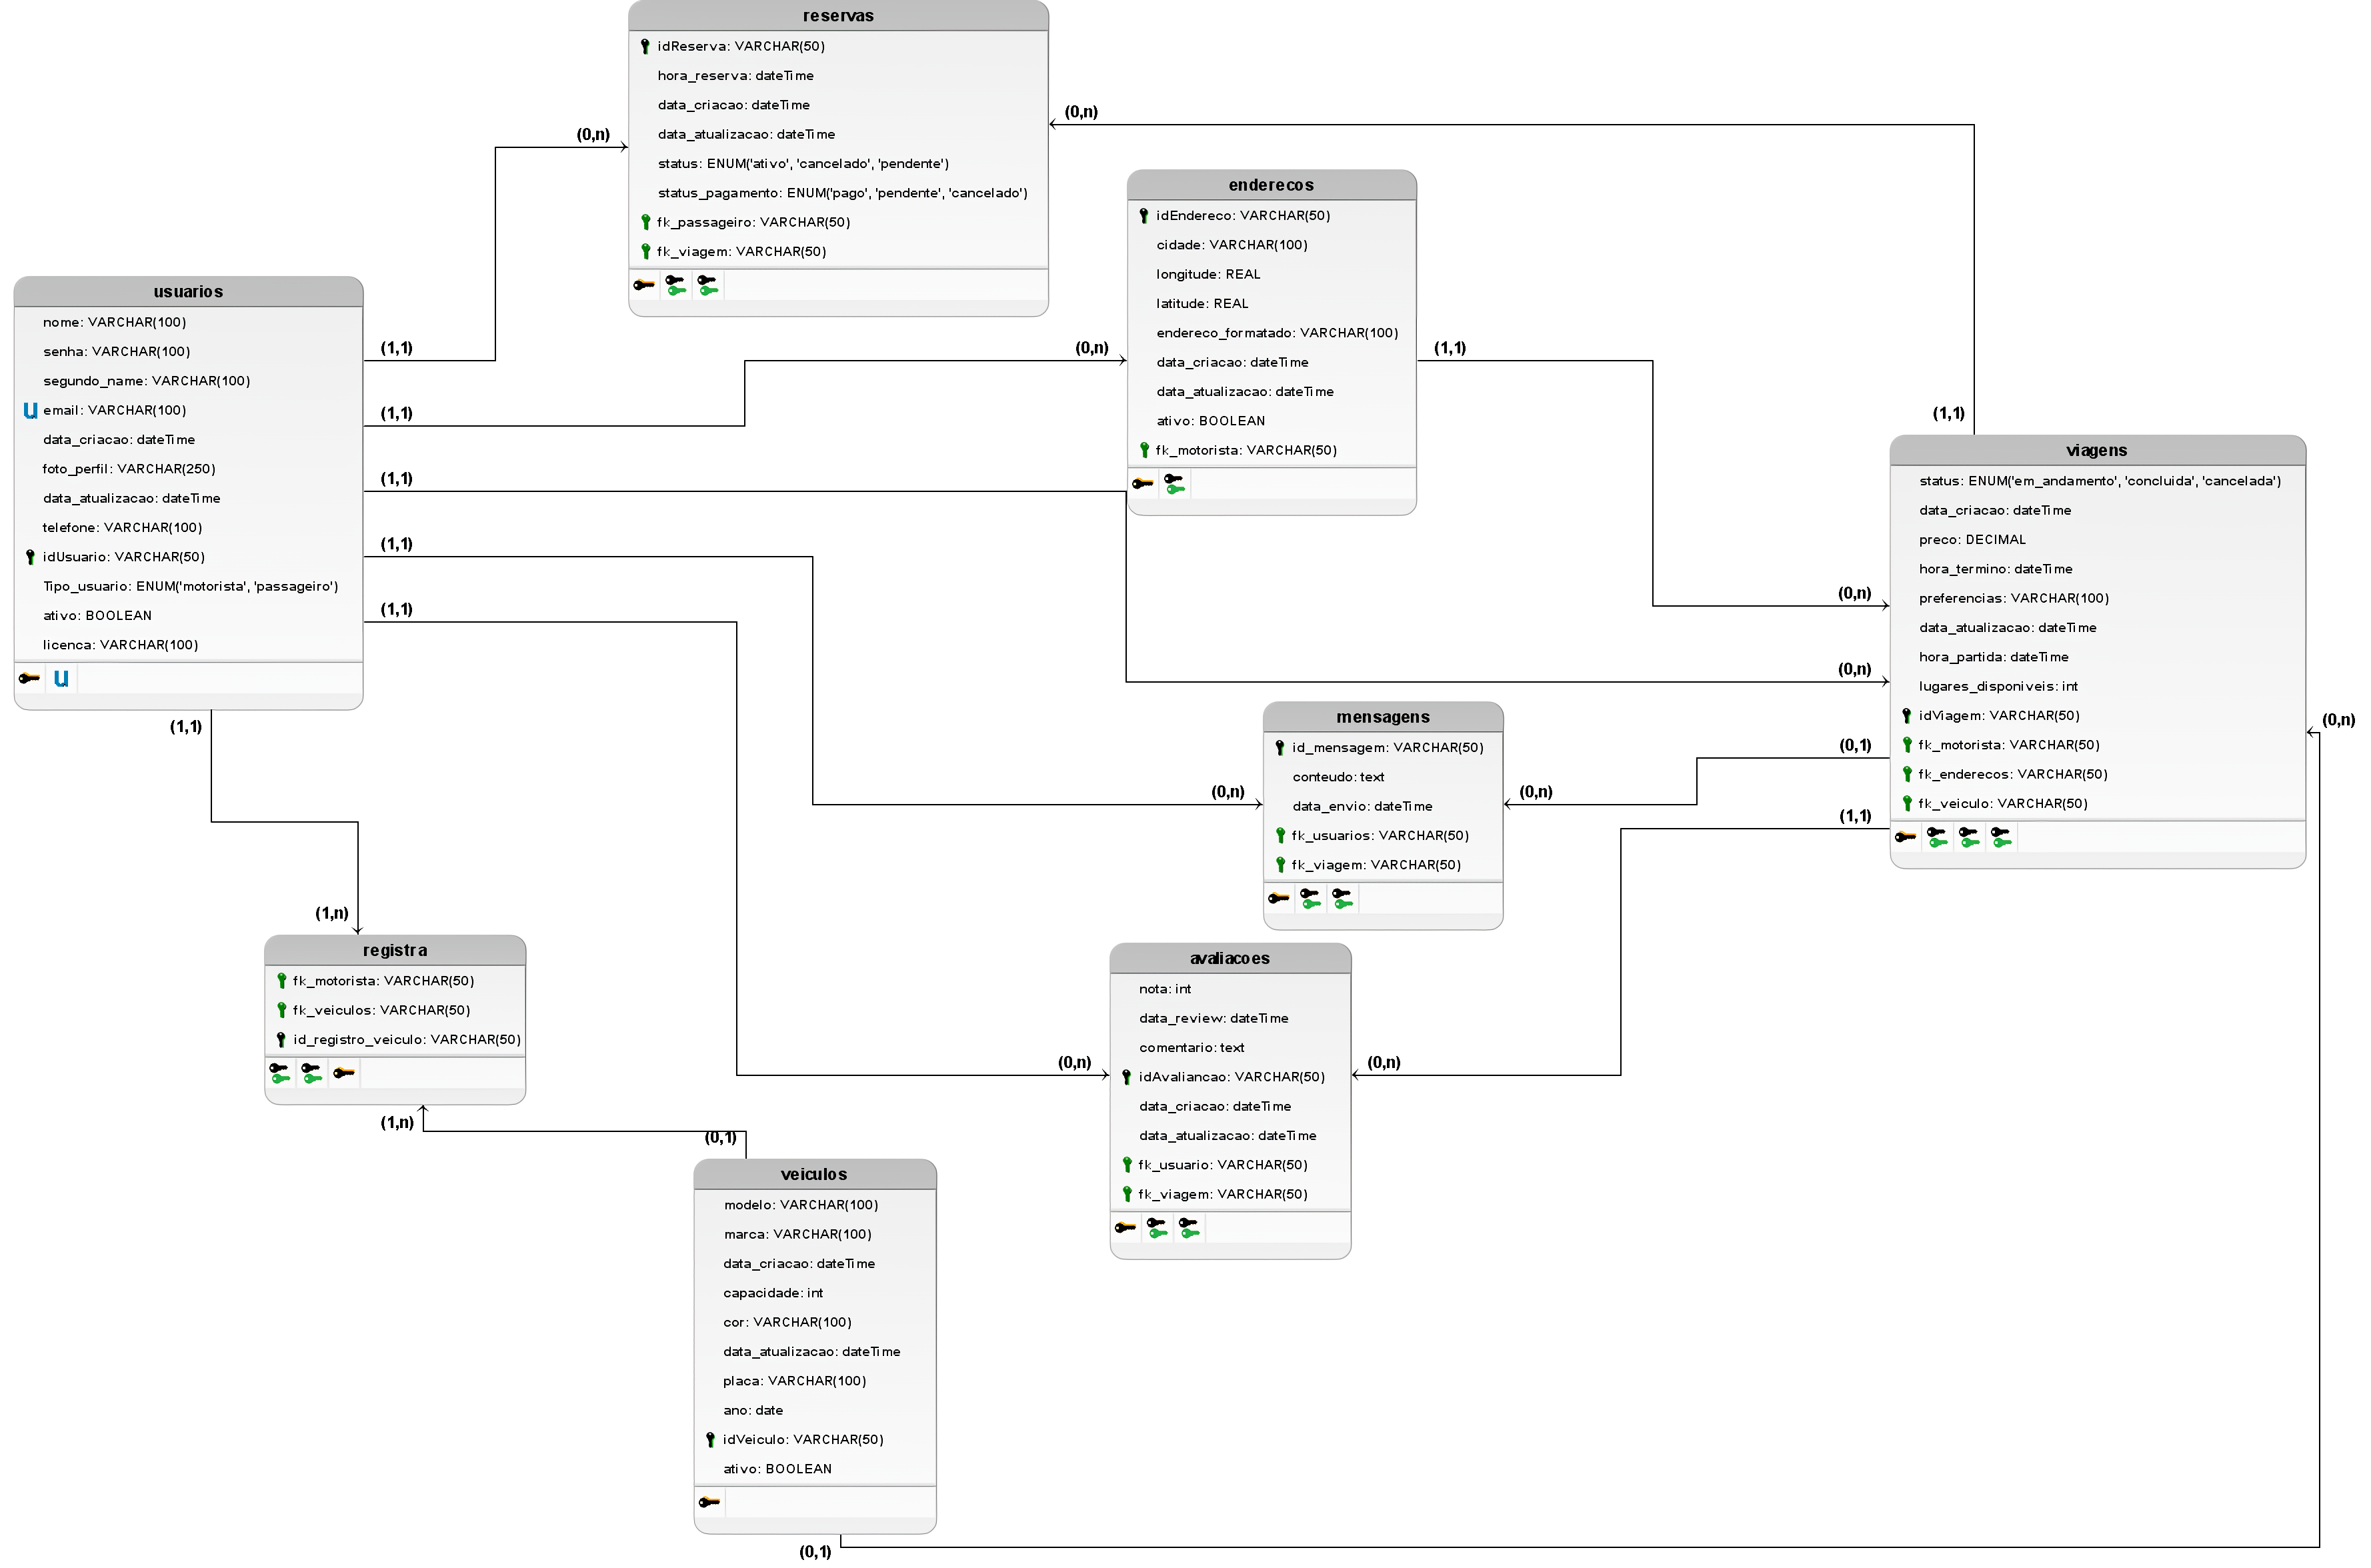 reservas
idReserva: VARCHAR(50)
hora_reserva: dateTime
data_criacao: dateTime
data_atualizacao: dateTime
status: ENUM('ativo', 'cancelado', 'pendente')
status_pagamento: ENUM('pago', 'pendente', 'cancelado')
fk_passageiro: VARCHAR(50)
fk_viagem: VARCHAR(50)
(0,n)
(0,n)
enderecos
idEndereco: VARCHAR(50)
cidade: VARCHAR(100)
longitude: REAL
latitude: REAL
endereco_formatado: VARCHAR(100)
data_criacao: dateTime
data_atualizacao: dateTime
ativo: BOOLEAN
fk_motorista: VARCHAR(50)
(0,n)
(1,1)
usuarios
nome: VARCHAR(100)
senha: VARCHAR(100)
segundo_name: VARCHAR(100)
u email: VARCHAR(100)
data_criacao: dateTime
foto_perfil: VARCHAR(250)
data_atualizacao: dateTime
telefone: VARCHAR(100)
idUsuario: VARCHAR(50)
Tipo_usuario: ENUM('motorista', 'passageiro')
ativo: BOOLEAN
licenca: VARCHAR(100)
u
(1,1)
(1,1)
(1,1)
(1,1)
(1,1)
(1,1)
(1,1)
viagens
status: ENUM('em_andamento', 'concluida', 'cancelada')
data_criacao: dateTime
preco: DECIMAL
hora_termino: dateTime
preferencias: VARCHAR(100)
data_atualizacao: dateTime
hora_partida: dateTime
lugares_disponiveis: int
idViagem: VARCHAR(50)
fk_motorista: VARCHAR(50)
fk_enderecos: VARCHAR(50)
fk_veiculo: VARCHAR(50)
(0,n)
(0,n)
(0,1)
(1,1)
(0,n)
mensagens
id_mensagem: VARCHAR(50)
conteudo: text
data_envio: dateTime
fk_usuarios: VARCHAR(50)
fk_viagem: VARCHAR(50)
(0,n)
(0,n)
(1,n)
registra
fk_motorista: VARCHAR(50)
fk_veiculos: VARCHAR(50)
id_registro_veiculo: VARCHAR(50)
(1,n)
(0,1)
avaliacoes
nota: int
data_review: dateTime
comentario: text
idAvaliancao: VARCHAR(50)
data_criacao: dateTime
data_atualizacao: dateTime
fk_usuario: VARCHAR(50)
fk_viagem: VARCHAR(50)
(0,n)
(0,n)
veiculos
modelo: VARCHAR(100)
marca: VARCHAR(100)
data_criacao: dateTime
capacidade: int
cor: VARCHAR(100)
data_atualizacao: dateTime
placa: VARCHAR(100)
ano: date
idVeiculo: VARCHAR(50)
ativo: BOOLEAN
(0,1)